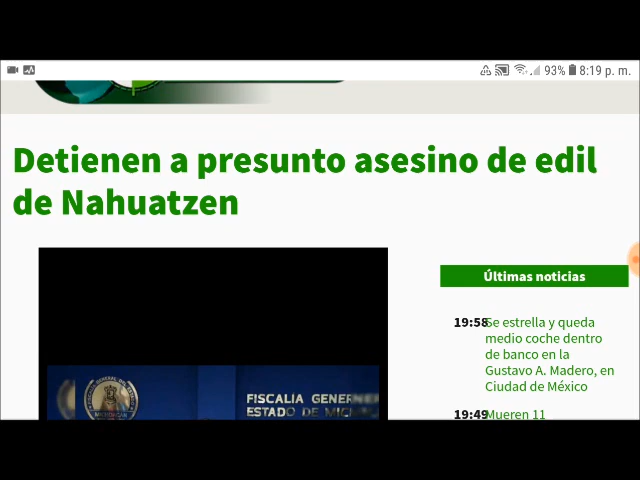 93% 8:19 p. m.
Detienen a presunto asesino de edil
de Nahuatzen
Últimas noticias
19:58 Se estrella y queda
medio coche dentro
de banco en la
Gustavo A. Madero, en
Ciudad de México
19:49 Mueren 11
FISCALIA GENER
ESTADO DE
MICHOACAN